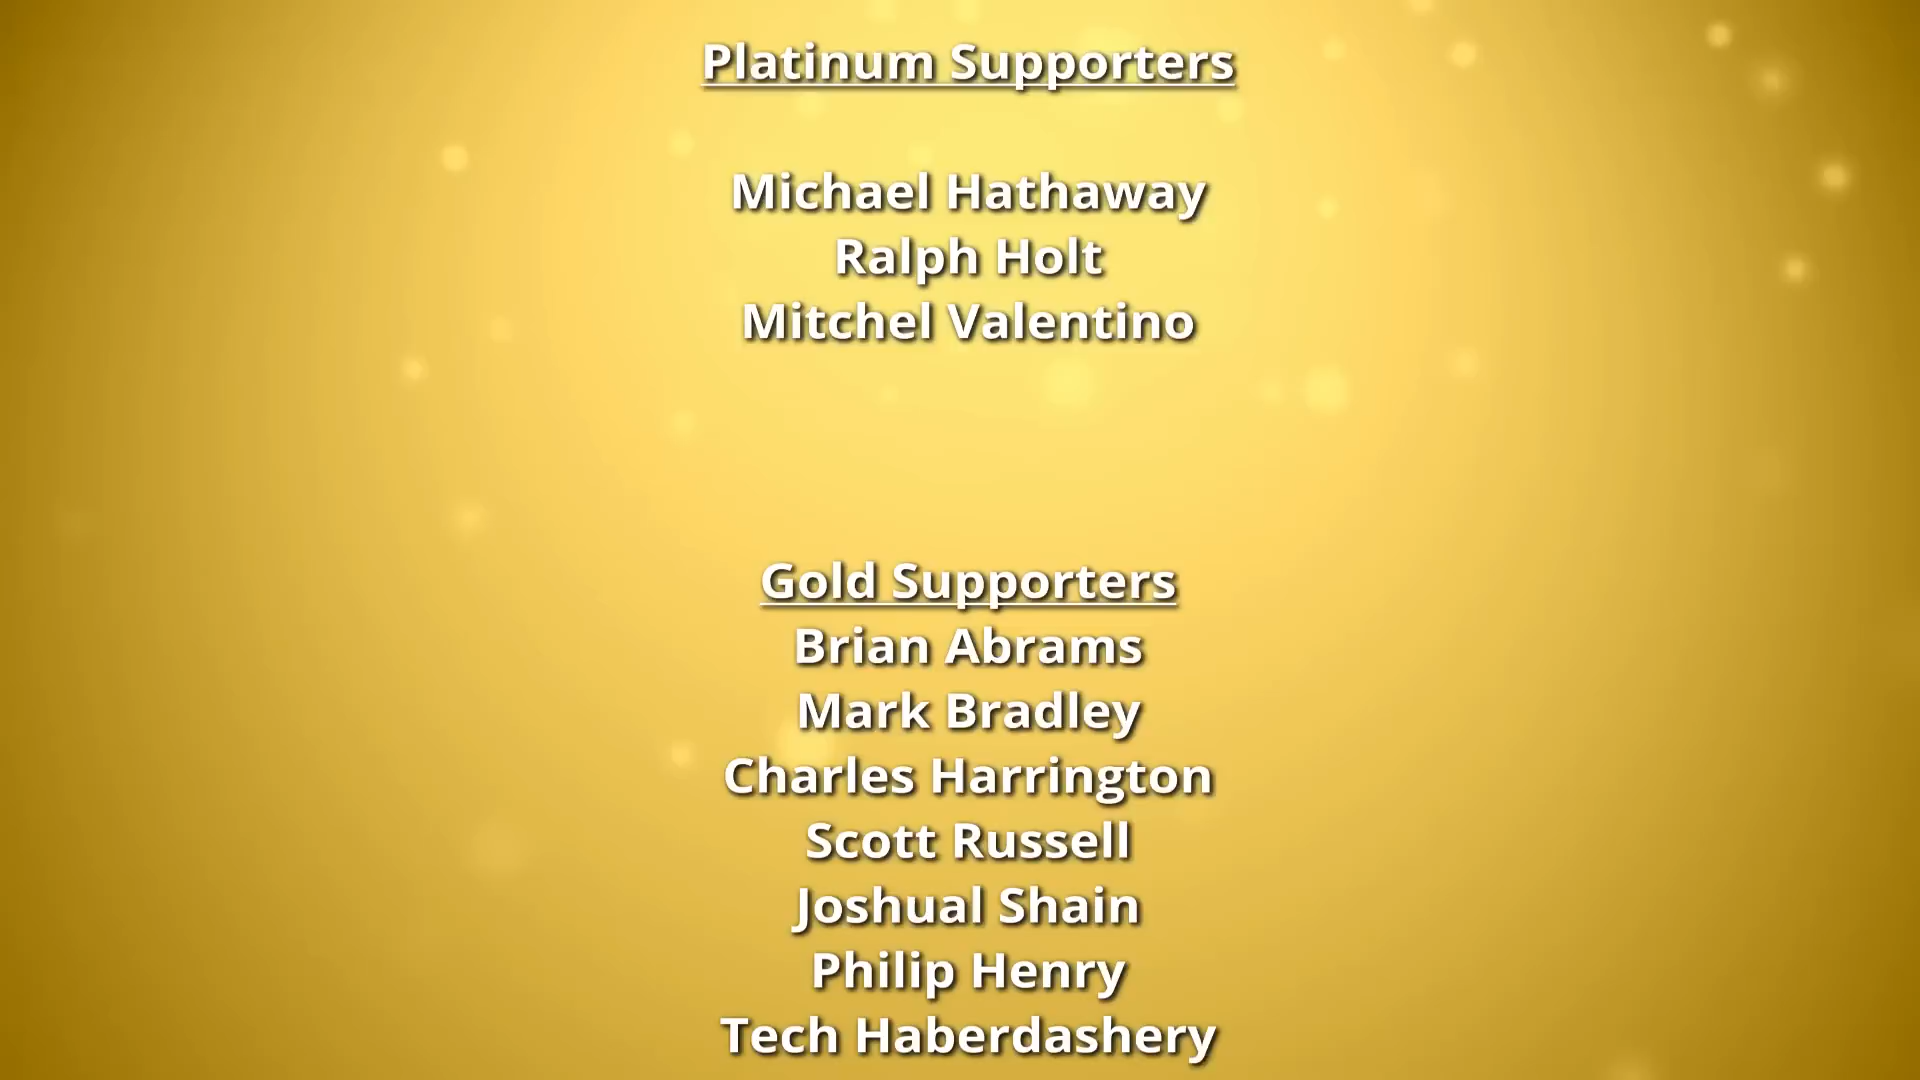 Platinum Supporters
Michael Hathaway
Ralph Holt
Mitchel Valentino
Gold Supporters
Brian Abrams
Mark Bradley
Charles Harrington
Scott Russell
Joshual Shain
Philip Henry
Tech Haberdashery